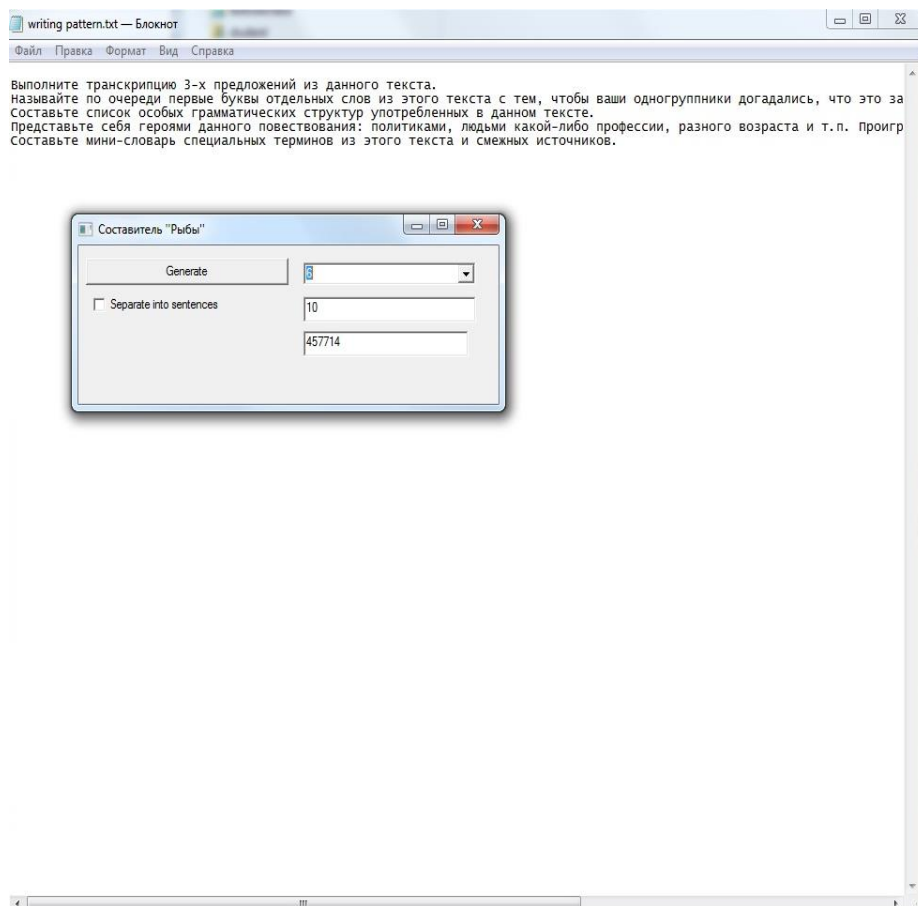 writing pattern.txt — Блокнот
Файл Правка Формат Вид Справка
Выполните транскрипцию 3-х предложений из данного текста.
Называйте по очереди первые буквы отдельных слов из этого текста с тем, чтобы ваши одногруппники догадались, что это за
Составьте список особых грамматических структур употребленных в данном тексте.
Представьте себя героями данного повествования: политиками, людьми какой-либо профессии, разного возраста и т.п. Проигр
Составьте мини-словарь специальных терминов из этого текста и смежных источников.
Составитель "Рыбы"
Generate 6
Separate into sentences 10
457714